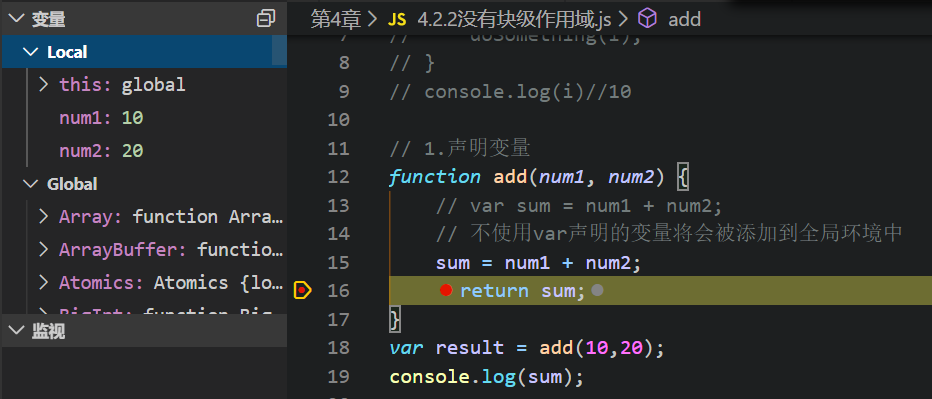 变量
Local
this: global
num1: 10
num2: 20
Global
Array: function Arra…
ArrayBuffer: functio…
Atomics: Atomics {lo…
BigInt: function Big…
监视
第4章 > JS 4.2.2没有块级作用域.js > add
7 // doSomething(i);
8 // }
9 // console.log(i)//10
10
11 // 1.声明变量
12 function add(num1, num2) {
13 // var sum = num1 + num2;
14 // 不使用var声明的变量将会被添加到全局环境中
15 sum = num1 + num2;
16 return sum;
17 }
18 var result = add(10,20);
19 console.log(sum);